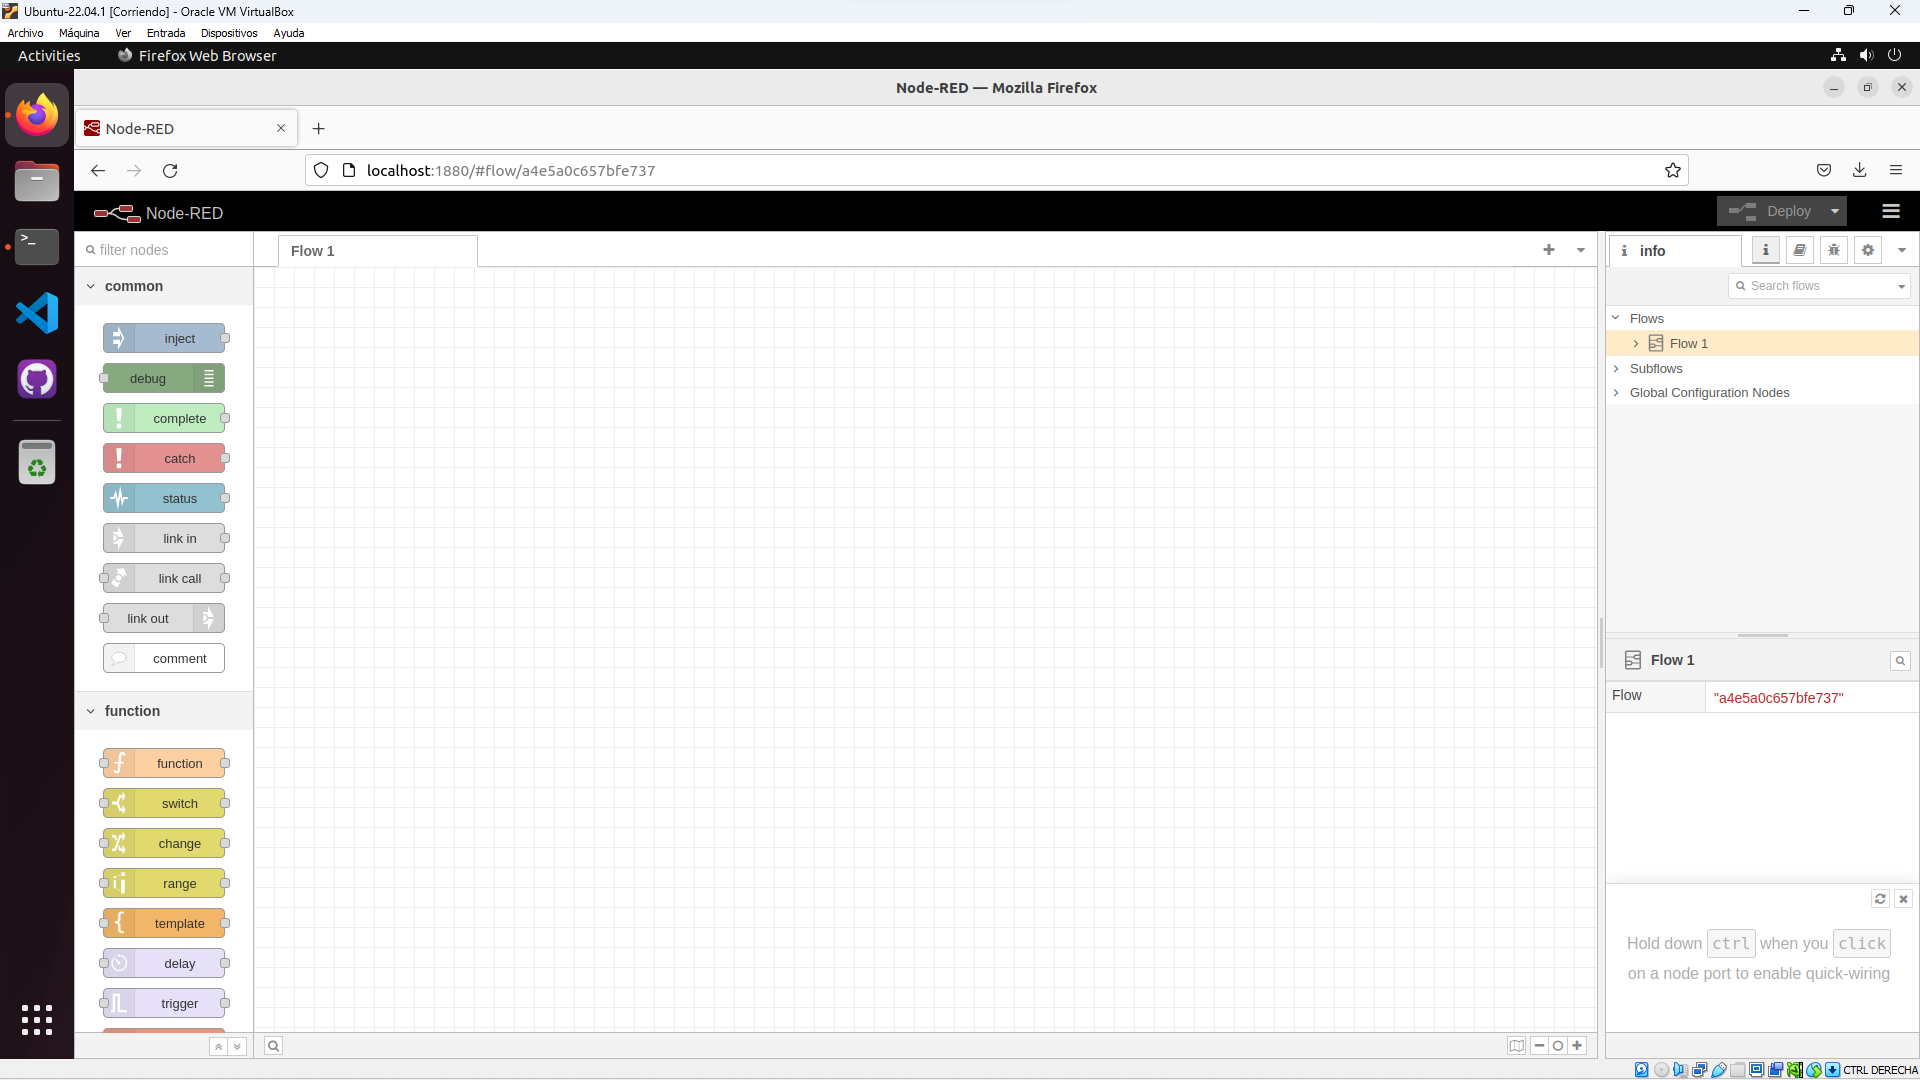 Ubuntu-22.04.1 [Corriendo] - Oracle VM VirtualBox
Archivo Máquina Ver Entrada Dispositivos Ayuda
Activities Firefox Web Browser
Node-RED — Mozilla Firefox
Node-RED
localhost:1880/#flow/a4e5a0c657bfe737
Node-RED
Deploy
filter nodes
Flow 1
info
Search flows
common
inject
debug
complete
catch
status
link in
link call
link out
comment
function
function
switch
change
range
template
delay
trigger
Flows
Flow 1
Subflows
Global Configuration Nodes
Flow 1
Flow "a4e5a0c657bfe737"
Hold down ctrl when you click
on a node port to enable quick-wiring
CTRL DERECHA